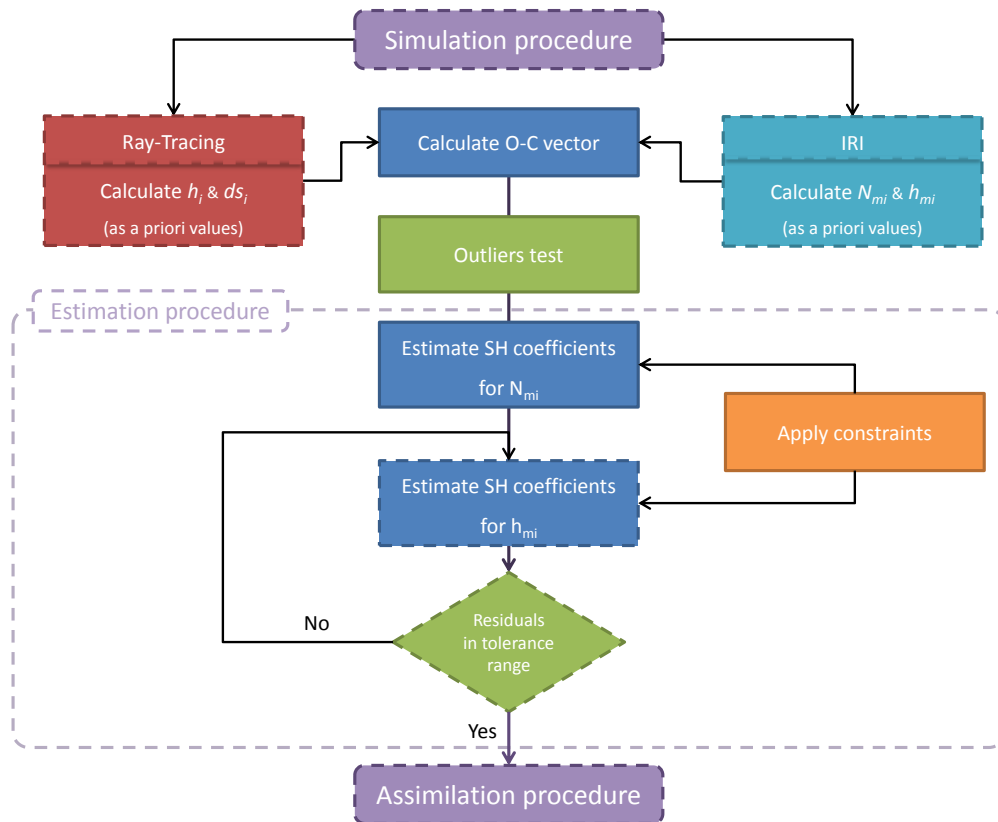 Simulation procedure
Ray-Tracing
Calculate h_i & ds_i
(as a priori values)
Calculate O-C vector
IRI
Calculate N_mi & h_mi
(as a priori values)
Outliers test
Estimation procedure
Estimate SH coefficients
for N_mi
Apply constraints
Estimate SH coefficients
for h_mi
Residuals
in tolerance
range
No
Yes
Assimilation procedure